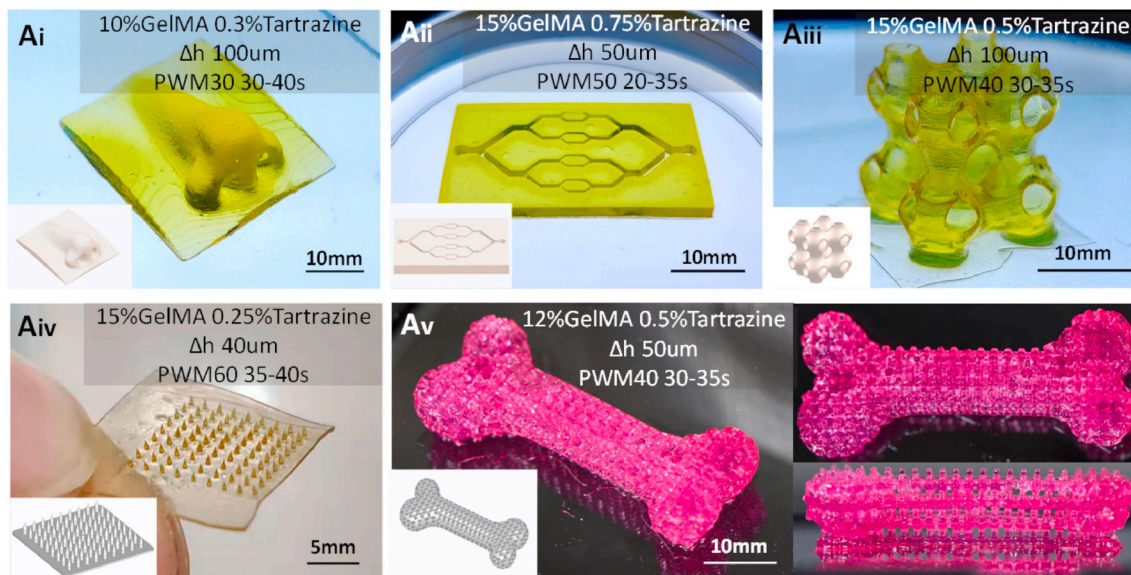 Ai
10%GelMA 0.3%Tartrazine
Δh 100um
PWM30 30-40s
10mm
Aii
15%GelMA 0.75%Tartrazine
Δh 50um
PWM50 20-35s
10mm
Aiii
15%GelMA 0.5%Tartrazine
Δh 100um
PWM40 30-35s
10mm
Aiv
15%GelMA 0.25%Tartrazine
Δh 40um
PWM60 35-40s
5mm
Av
12%GelMA 0.5%Tartrazine
Δh 50um
PWM40 30-35s
10mm